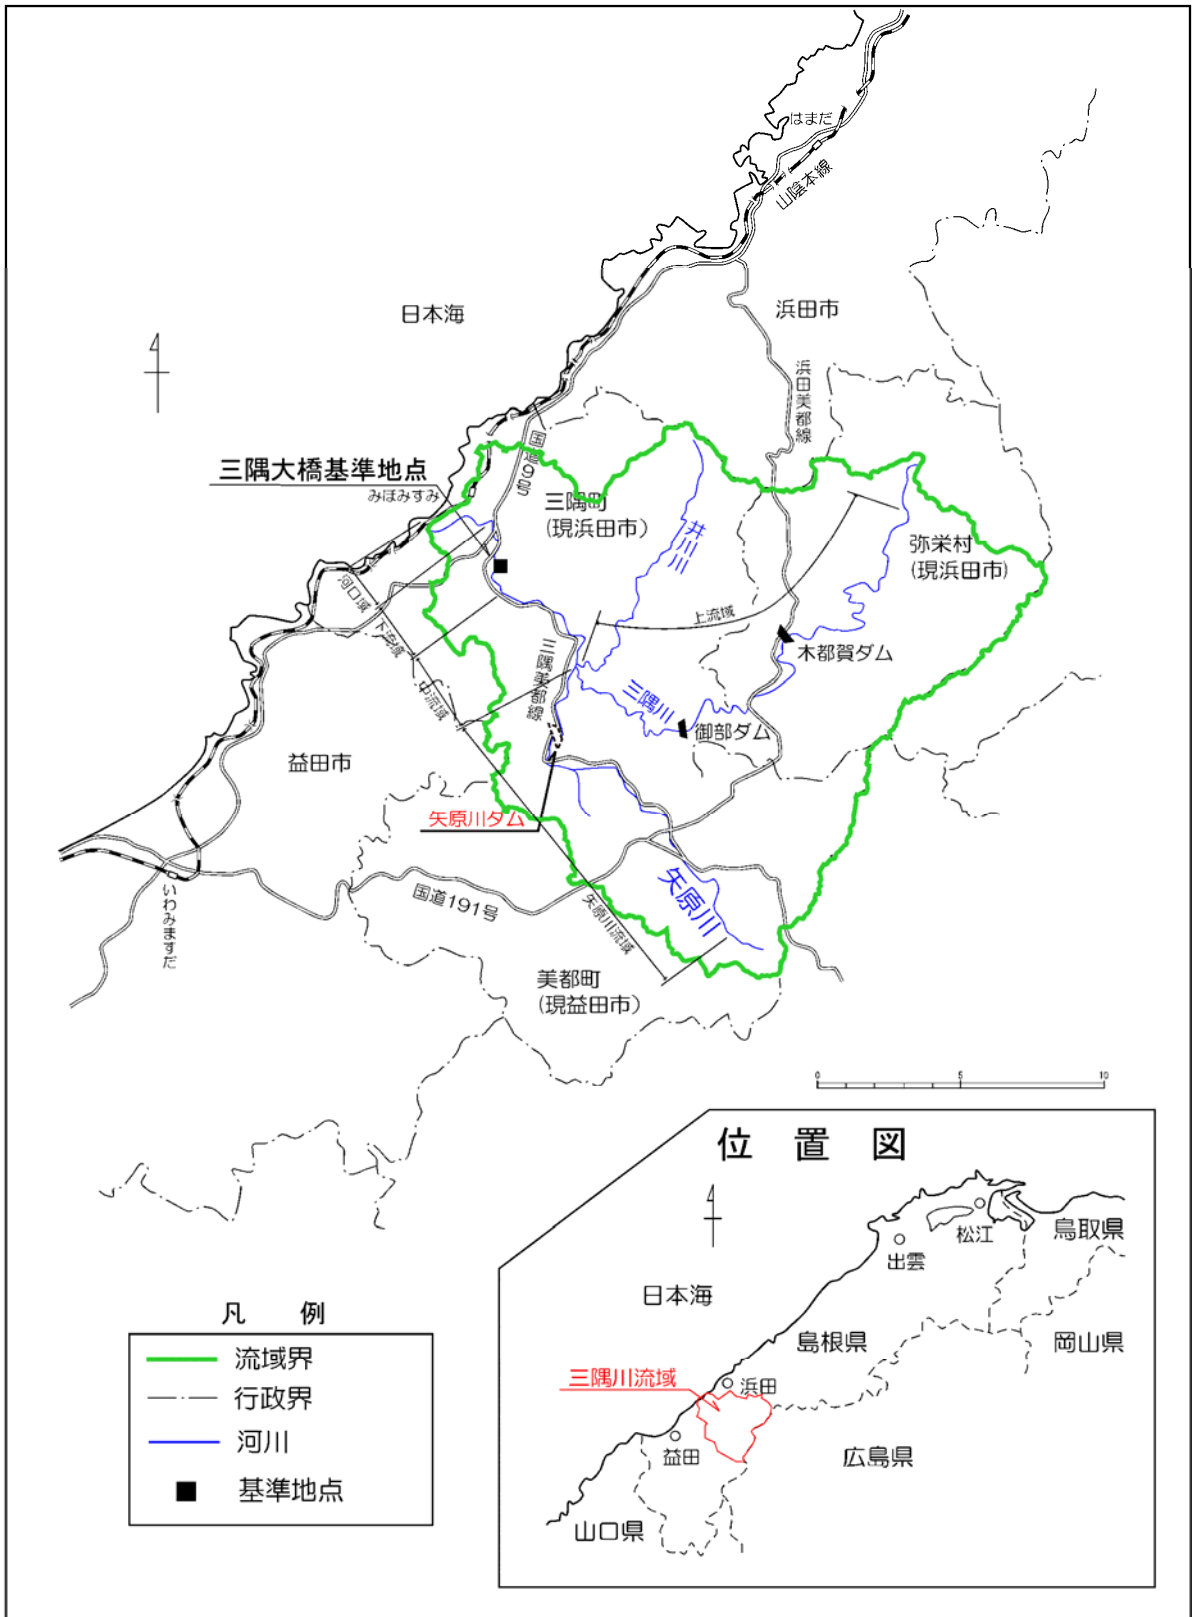 はまだ
山陰本線
日本海
浜田市
浜田美都線
国道9号
三隅大橋基準地点
みほみすみ
三隅町
(現浜田市)
井川川
弥栄村
(現浜田市)
河口域
下流域
中流域
上流域
三隅美都線
木都賀ダム
三隅川
御部ダム
益田市
矢原川ダム
矢原川
国道191号
いわみますだ
矢原川流域
美都町
(現益田市)
0 5 10
位置図
松江
鳥取県
出雲
日本海
島根県
岡山県
三隅川流域
浜田
益田
広島県
山口県
凡例
流域界
行政界
河川
基準地点